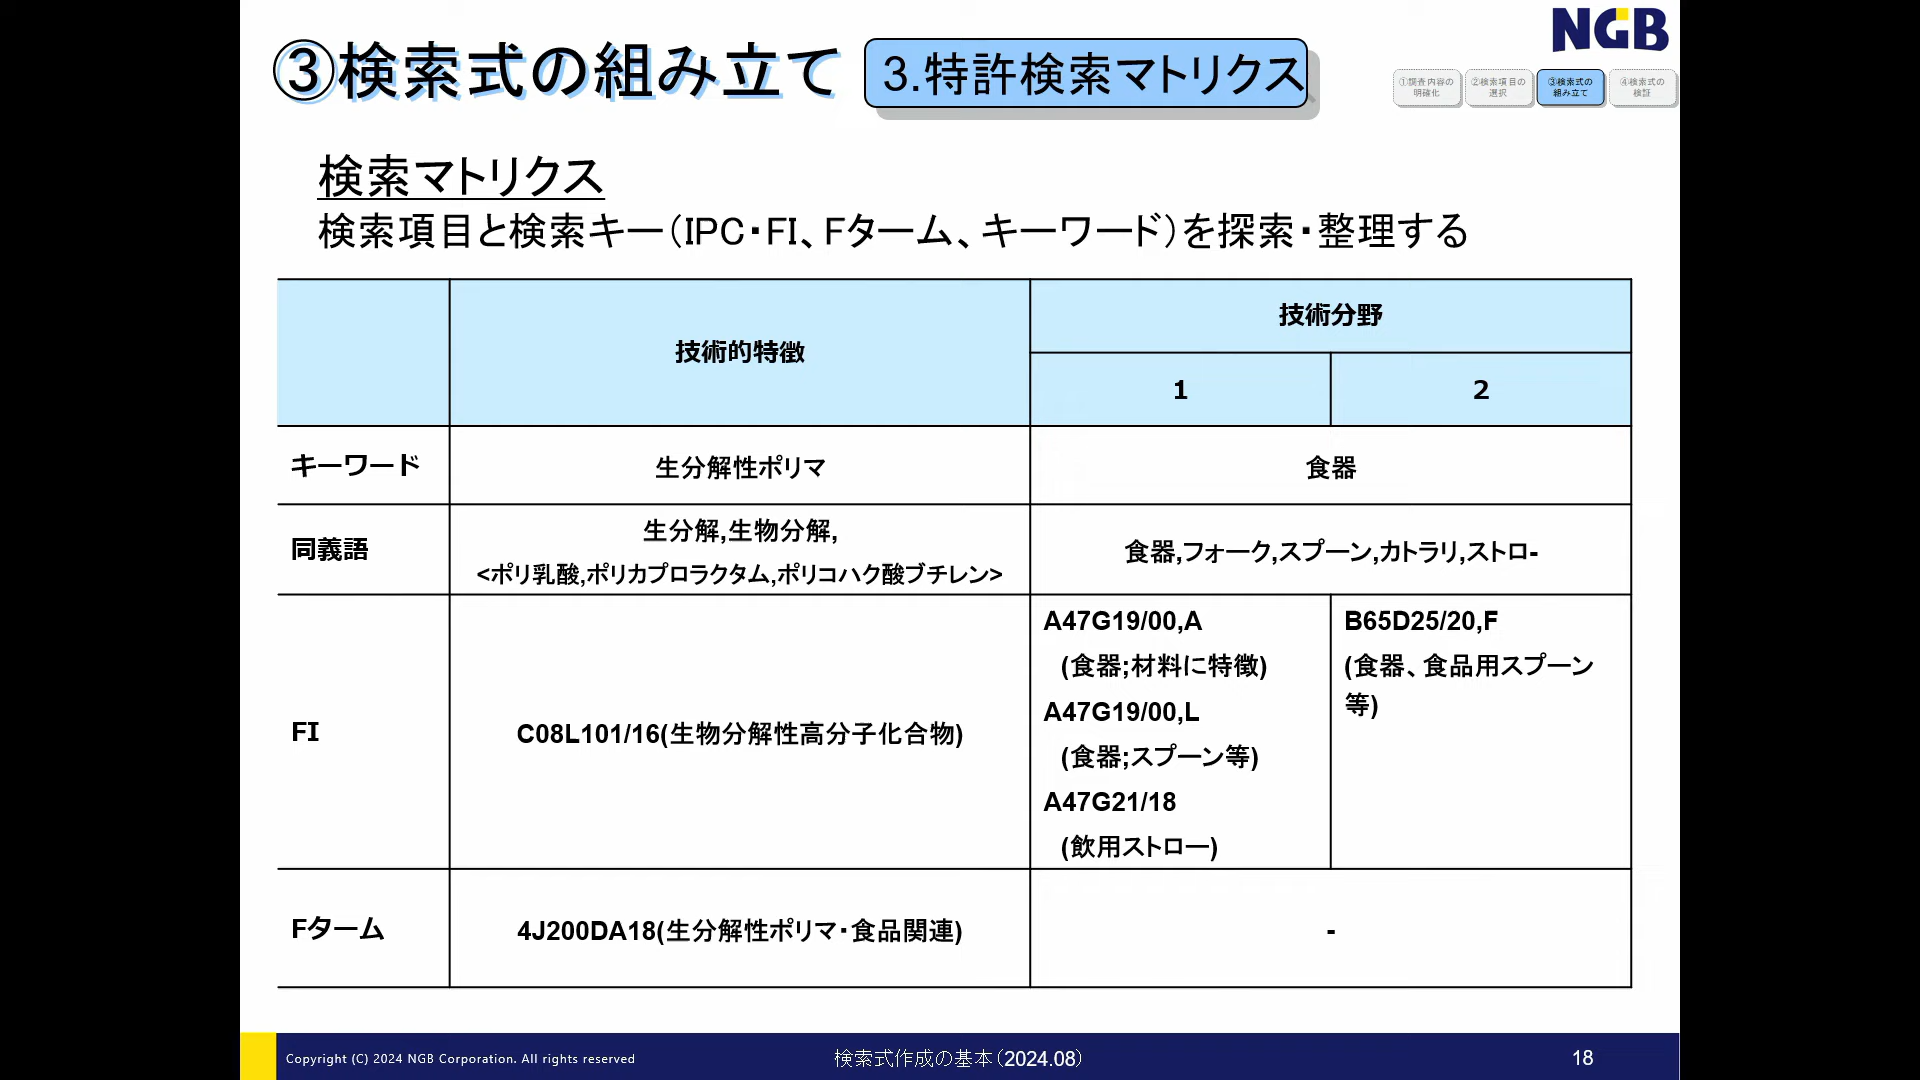 NGB
③検索式の組み立て
3.特許検索マトリクス
①調査内容の
明確化
②検索項目の
選択
③検索式の
組み立て
④検索式の
検証
検索マトリクス
検索項目と検索キー（IPC・FI、Fターム、キーワード）を探索・整理する
技術的特徴
技術分野
1
2
キーワード
生分解性ポリマ
食器
同義語
生分解,生物分解,
<ポリ乳酸,ポリカプロラクタム,ポリコハク酸ブチレン>
食器,フォーク,スプーン,カトラリ,ストロ-
FI
C08L101/16(生物分解性高分子化合物)
A47G19/00,A
(食器;材料に特徴)
A47G19/00,L
(食器;スプーン等)
A47G21/18
(飲用ストロー)
B65D25/20,F
(食器、食品用スプーン
等)
Fターム
4J200DA18(生分解性ポリマ・食品関連)
-
Copyright (C) 2024 NGB Corporation. All rights reserved
検索式作成の基本（2024.08）
18